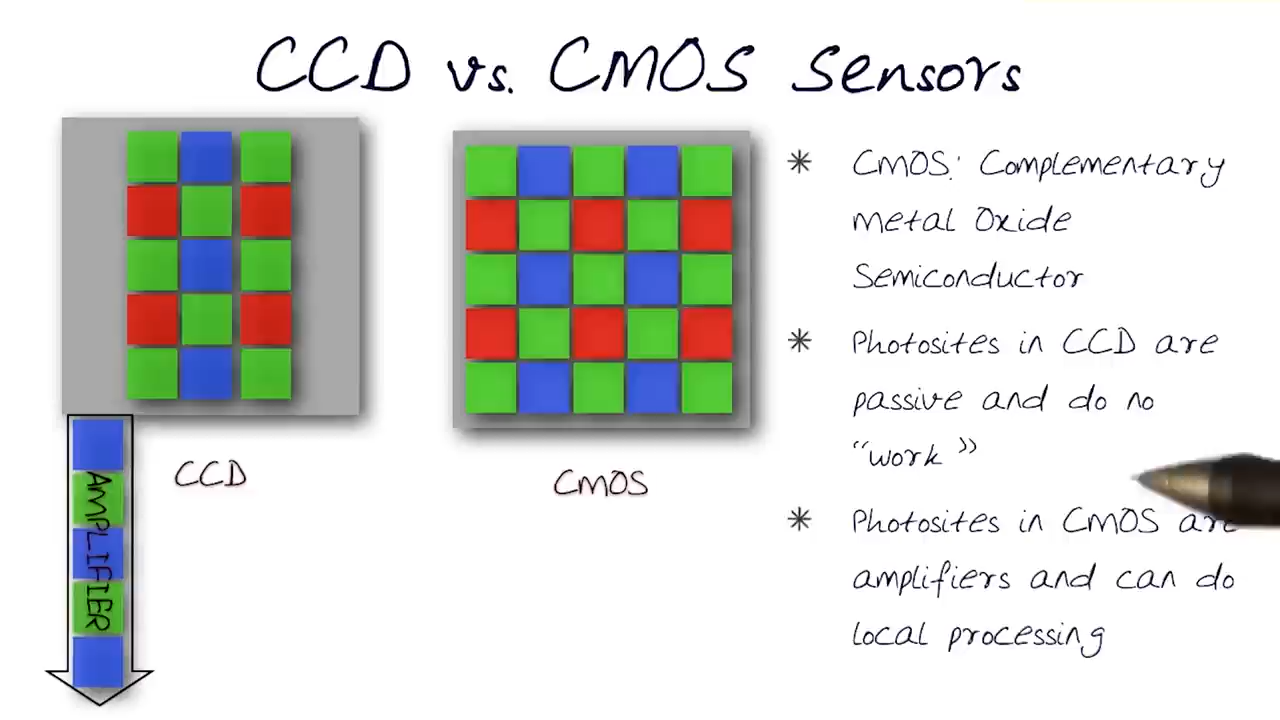 CCD vs. CMOS Sensors
AMPLIFIER
CCD
CMOS
* CMOS: Complementary
Metal Oxide
Semiconductor
* Photosites in CCD are
passive and do no
"work"
* Photosites in CMOS are
amplifiers and can do
local processing